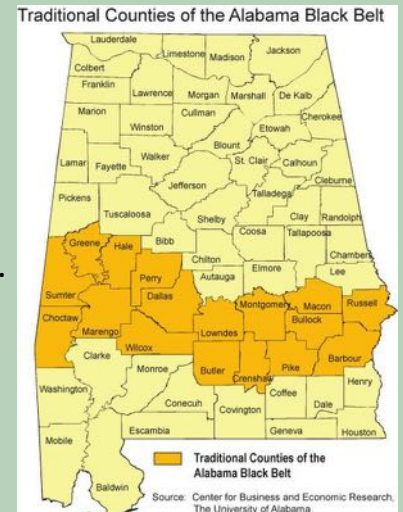 Traditional Counties of the Alabama Black Belt
Lauderdale
Limestone Madison Jackson
Colbert
Franklin
Lawrence Morgan Marshall De Kalb
Marion Cullman Cherokee
Winston Etowah
Blount
Lamar Fayette Walker St. Clair Calhoun
Cleburne
Jefferson
Pickens Talladega
Tuscaloosa Shelby Clay Randolph
Greene Hale Bibb Coosa Tallapoosa
Chilton Chambers
Perry Autauga Elmore Lee
Sumter Dallas Montgomery Macon Russell
Choctaw Lowndes Bullock
Marengo
Wilcox
Clarke Barbour
Monroe Butler Crenshaw Pike
Washington Henry
Conecuh Coffee Dale
Covington
Mobile Escambia Geneva Houston
Traditional Counties of the
Alabama Black Belt
Baldwin
Source: Center for Business and Economic Research,
The University of Alabama